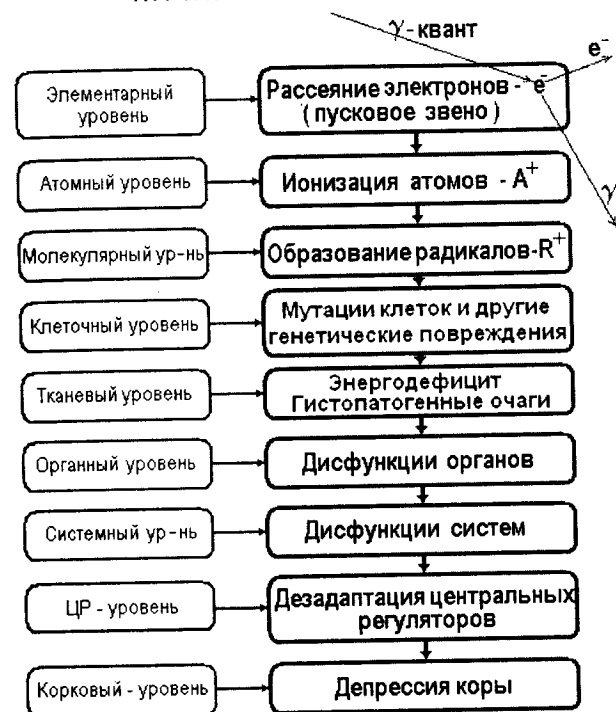 γ-квант
e⁻
Элементарный
уровень
Рассеяние электронов - e⁻
( пусковое звено )
γ
Атомный уровень
Ионизация атомов - A⁺
Молекулярный ур-нь
Образование радикалов-R⁺
Клеточный уровень
Мутации клеток и другие
генетические повреждения
Тканевый уровень
Энергодефицит
Гистопатогенные очаги
Органный уровень
Дисфункции органов
Системный ур-нь
Дисфункции систем
ЦР - уровень
Дезадаптация центральных
регуляторов
Корковый - уровень
Депрессия коры